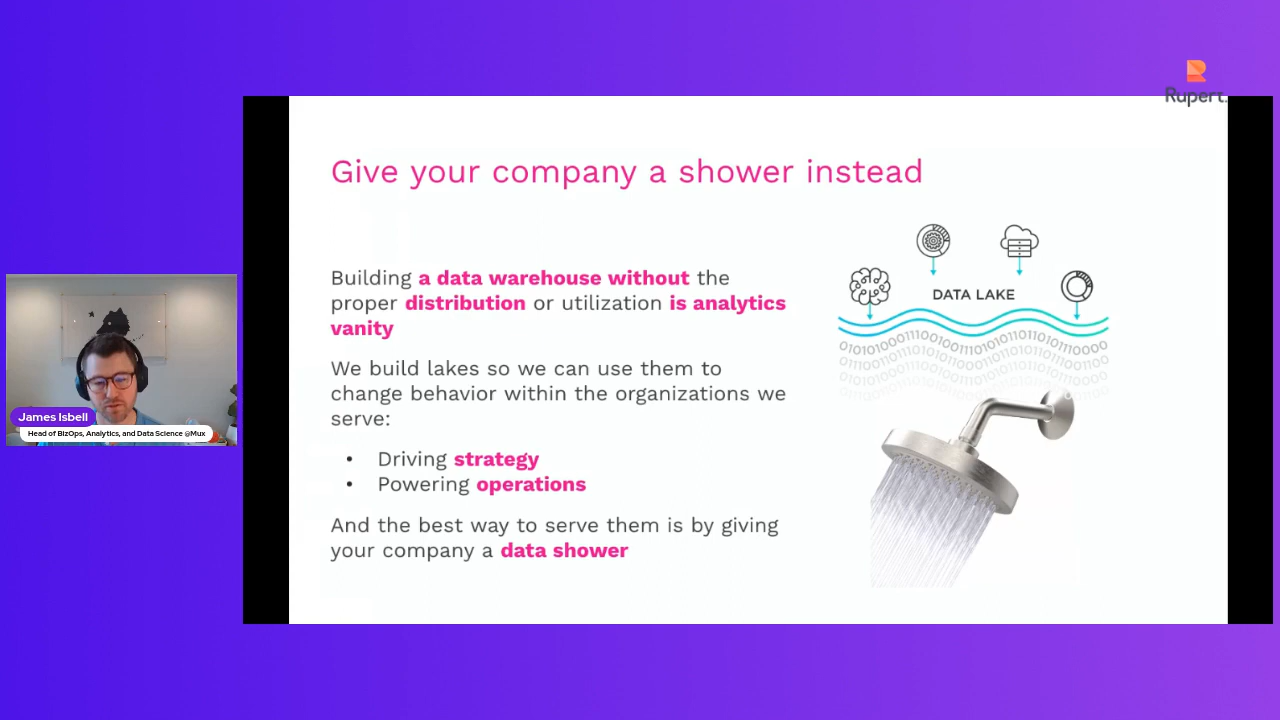 Rupert.
Give your company a shower instead
Building a data warehouse without the
proper distribution or utilization is analytics
vanity
We build lakes so we can use them to
change behavior within the organizations we
serve:
• Driving strategy
• Powering operations
And the best way to serve them is by giving
your company a data shower
DATA LAKE
James Isbell
Head of BizOps, Analytics, and Data Science @Mux